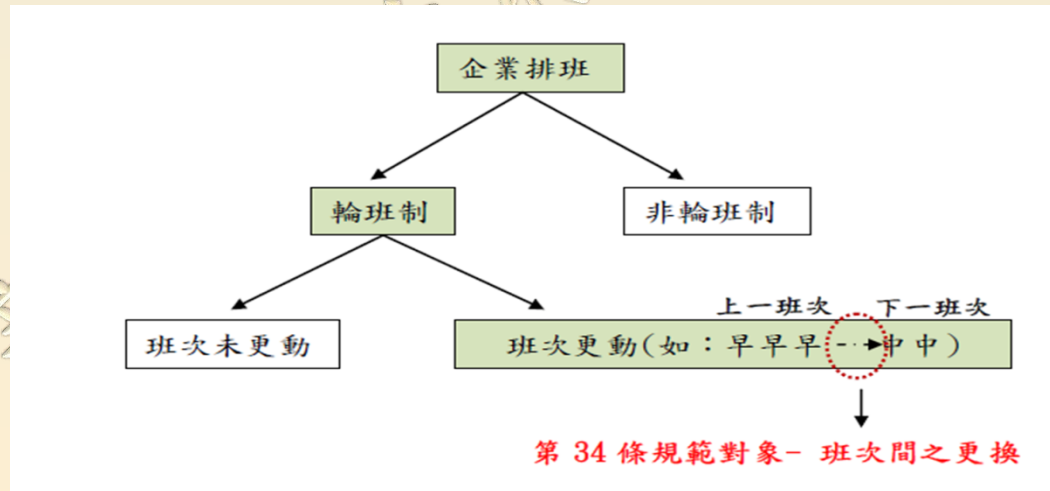 企業排班
輪班制
非輪班制
上一班次 下一班次
班次未更動
班次更動(如：早早早--→中中)
第 34 條規範對象- 班次間之更換